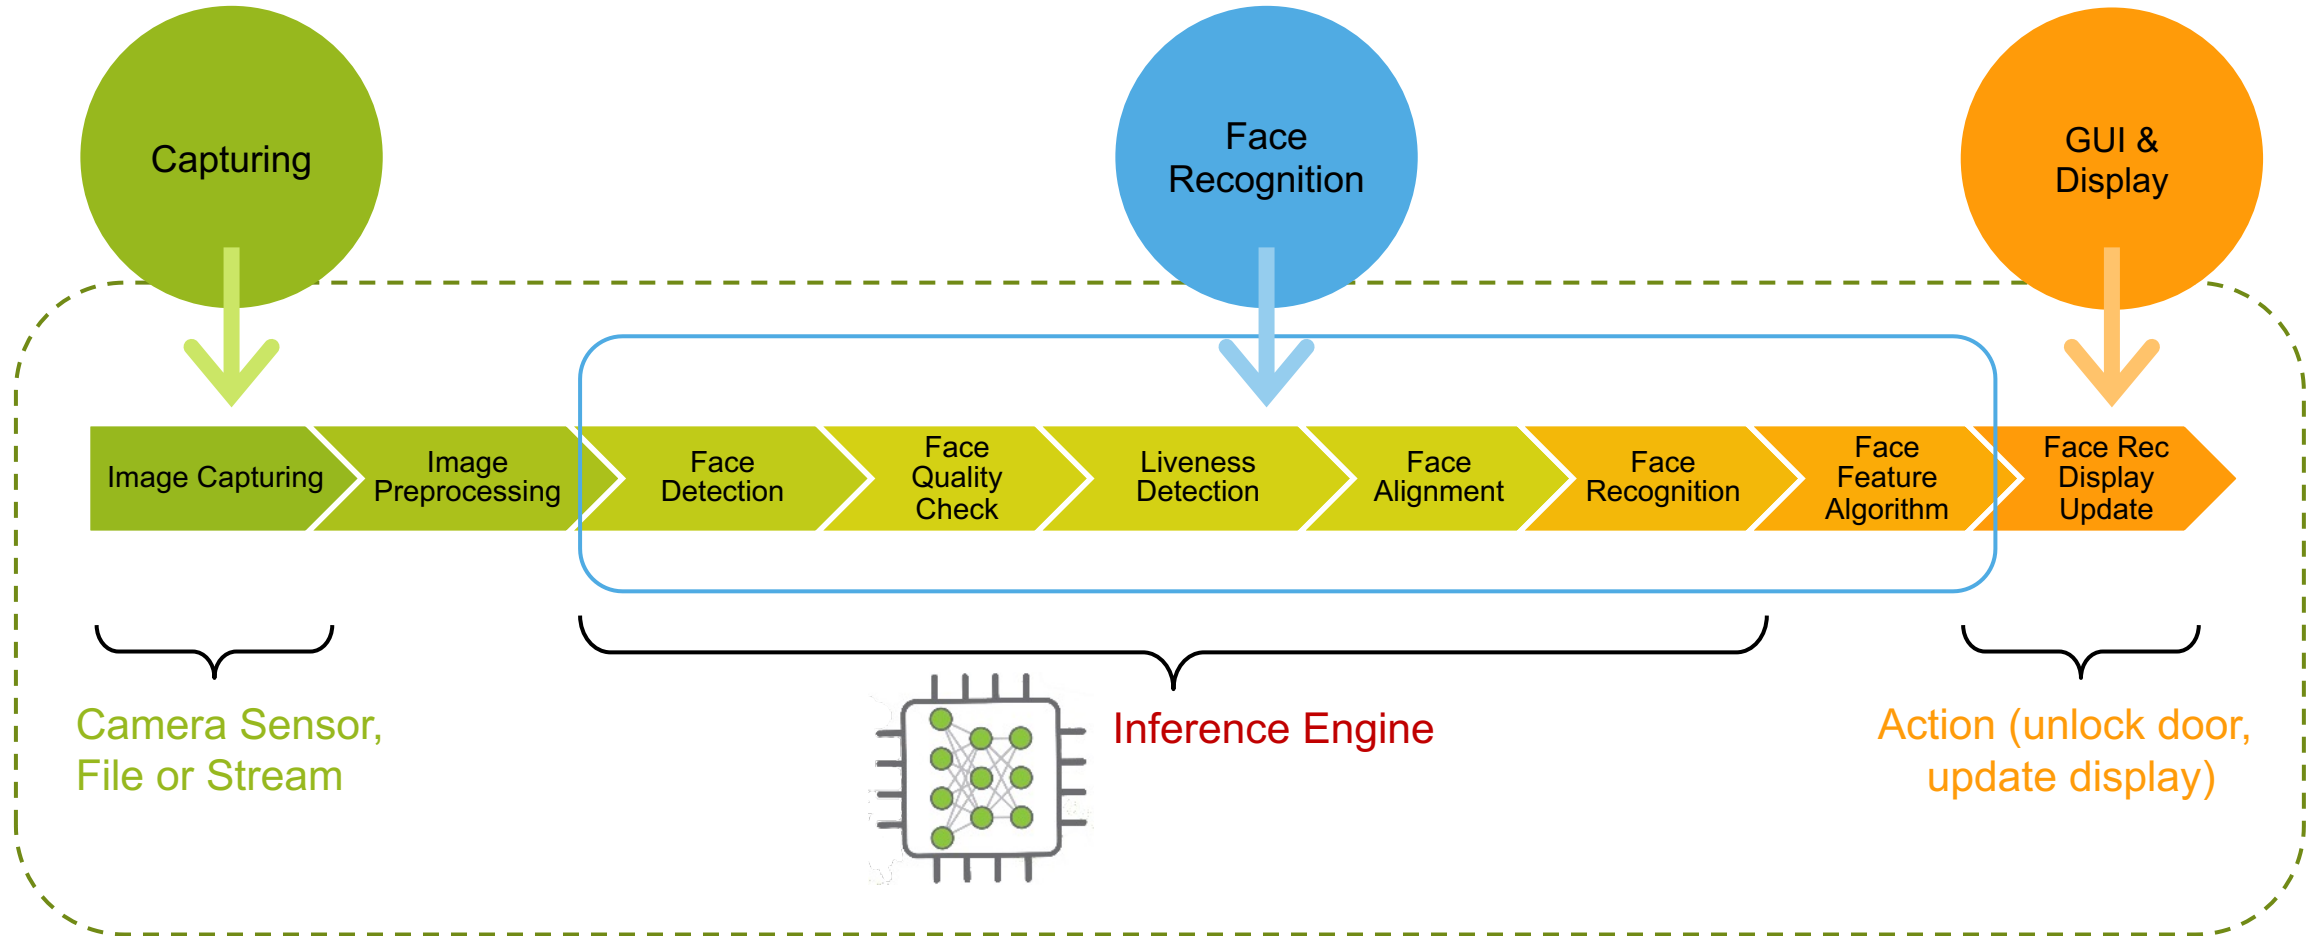 Capturing
Face
Recognition
GUI &
Display
Image Capturing
Image
Preprocessing
Face
Detection
Face
Quality
Check
Liveness
Detection
Face
Alignment
Face
Recognition
Face
Feature
Algorithm
Face Rec
Display
Update
Camera Sensor,
File or Stream
Inference Engine
Action (unlock door,
update display)